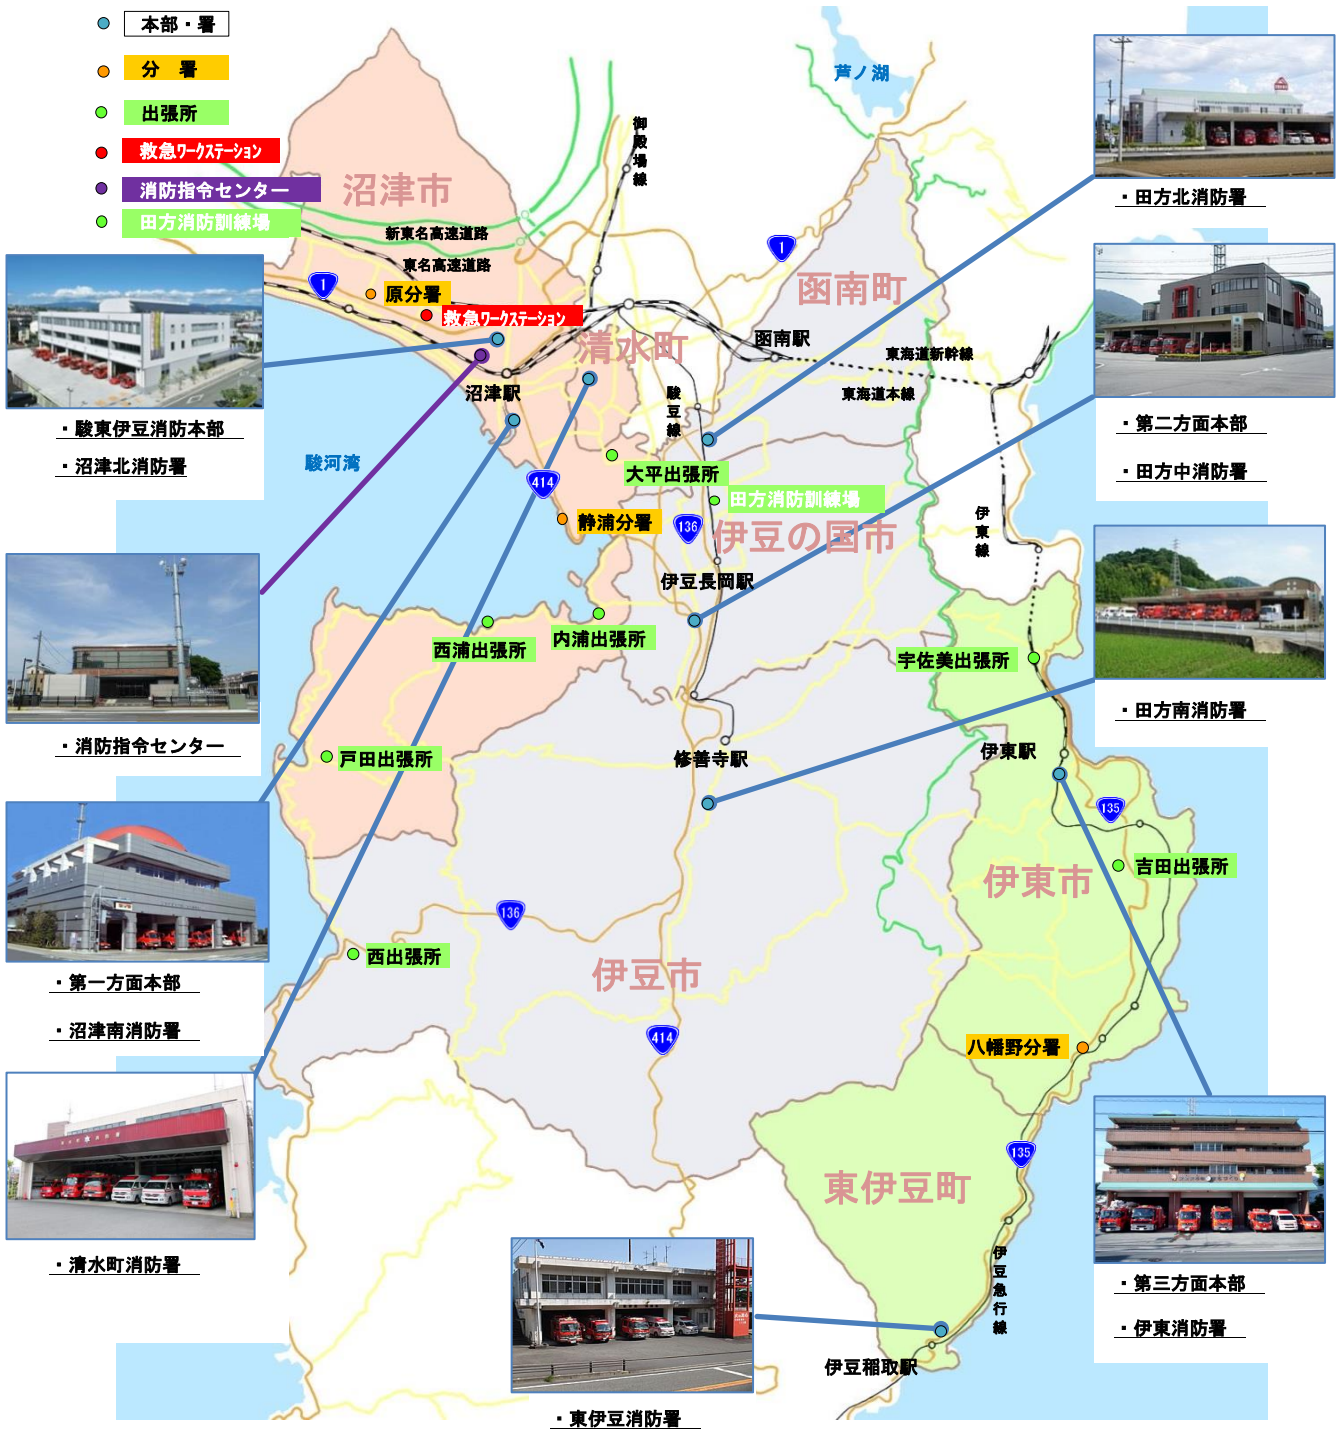 本部・署
分　署
出張所
救急ワークステーション
消防指令センター
田方消防訓練場
芦ノ湖
御殿場線
沼津市
新東名高速道路
東名高速道路
1
1
原分署
救急ワークステーション
函南町
清水町
函南駅
東海道新幹線
東海道本線
沼津駅
駿豆線
・田方北消防署
・駿東伊豆消防本部
・沼津北消防署
駿河湾
414
大平出張所
田方消防訓練場
静浦分署
136
伊豆の国市
伊東線
・第二方面本部
・田方中消防署
伊豆長岡駅
西浦出張所
内浦出張所
宇佐美出張所
・消防指令センター
戸田出張所
修善寺駅
伊東駅
・田方南消防署
135
吉田出張所
伊東市
136
西出張所
伊豆市
・第一方面本部
・沼津南消防署
414
八幡野分署
135
東伊豆町
伊豆急行線
・清水町消防署
・第三方面本部
・伊東消防署
伊豆稲取駅
・東伊豆消防署